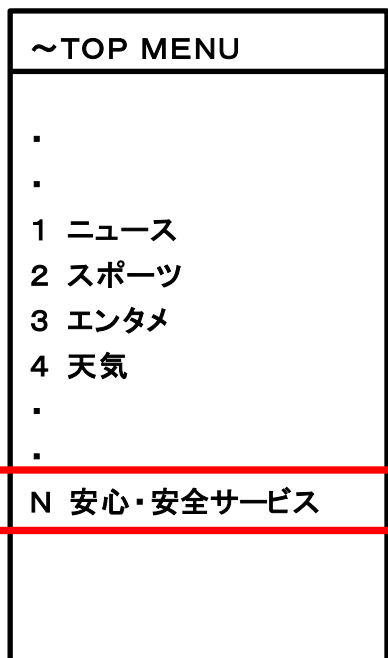 ～TOP MENU
・
・
1 ニュース
2 スポーツ
3 エンタメ
4 天気
・
・
N 安心・安全サービス